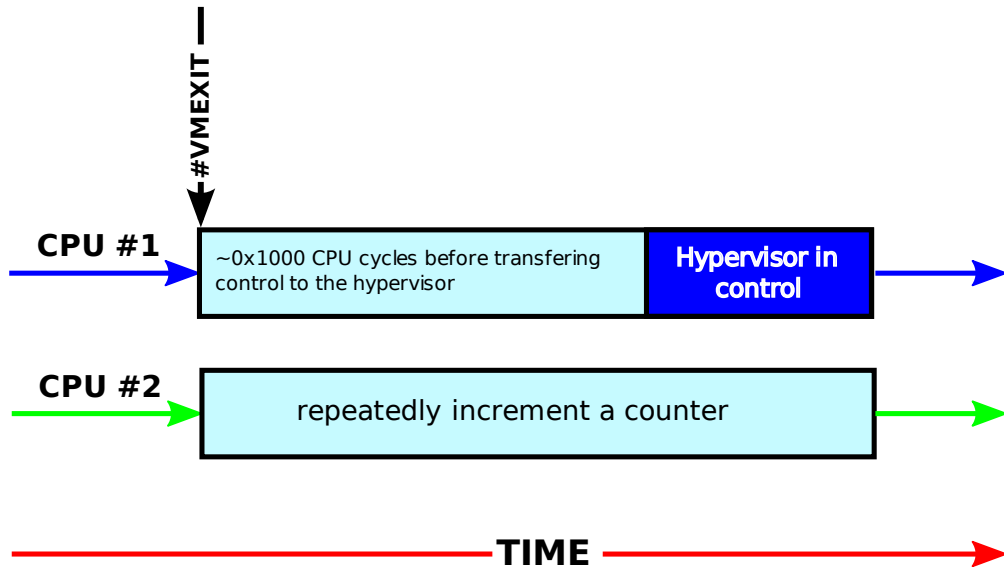 #VMEXIT
CPU #1
~0x1000 CPU cycles before transfering
control to the hypervisor
Hypervisor in
control
CPU #2
repeatedly increment a counter
TIME